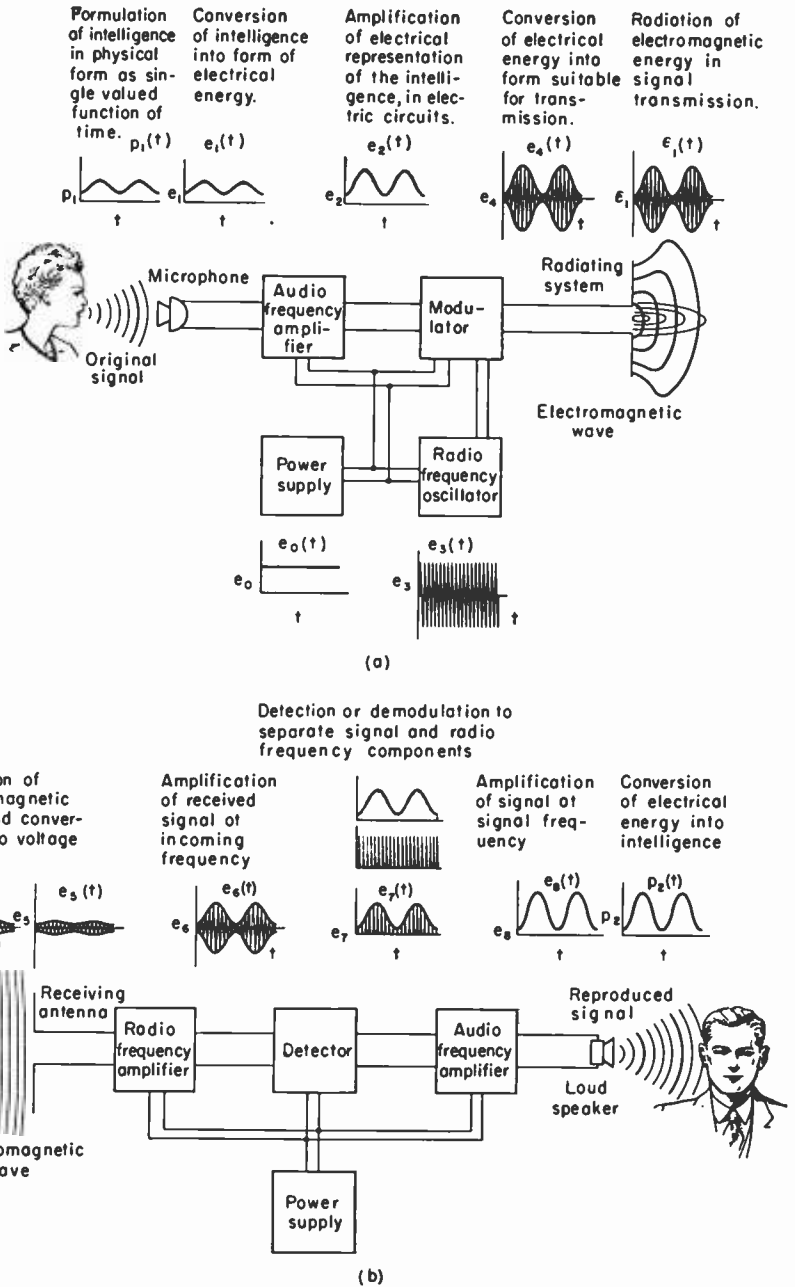 Formulation
of intelligence
in physical
form as sin-
gle valued
function of
time.
Conversion
of intelligence
into form of
electrical
energy.
Amplification
of electrical
representation
of the intelli-
gence, in elec-
tric circuits.
Conversion
of electrical
energy into
form suitable
for trans-
mission.
Radiation of
electromagnetic
energy in
signal
transmission.
p₁(t)
e₁(t)
e₂(t)
e₄(t)
ϵ₁(t)
p₁
e₁
e₂
e₄
ϵ₁
t
t
t
t
t
Microphone
Original
signal
Audio
frequency
ampli-
fier
Modu-
lator
Radiating
system
Electromagnetic
wave
Power
supply
Radio
frequency
oscillator
e₀(t)
e₀
t
e₃(t)
e₃
t
(a)
Detection or demodulation to
separate signal and radio
frequency components
on of
magnetic
d conver-
o voltage
Amplification
of received
signal at
incoming
frequency
Amplification
of signal at
signal freq-
uency
Conversion
of electrical
energy into
intelligence
e₅(t)
e₆(t)
e₇(t)
e₈(t)
p₂(t)
e₅
e₆
e₇
e₈
p₂
t
t
t
t
Receiving
antenna
Radio
frequency
amplifier
Detector
Audio
frequency
amplifier
Reproduced
signal
Loud
speaker
omagnetic
ave
Power
supply
(b)